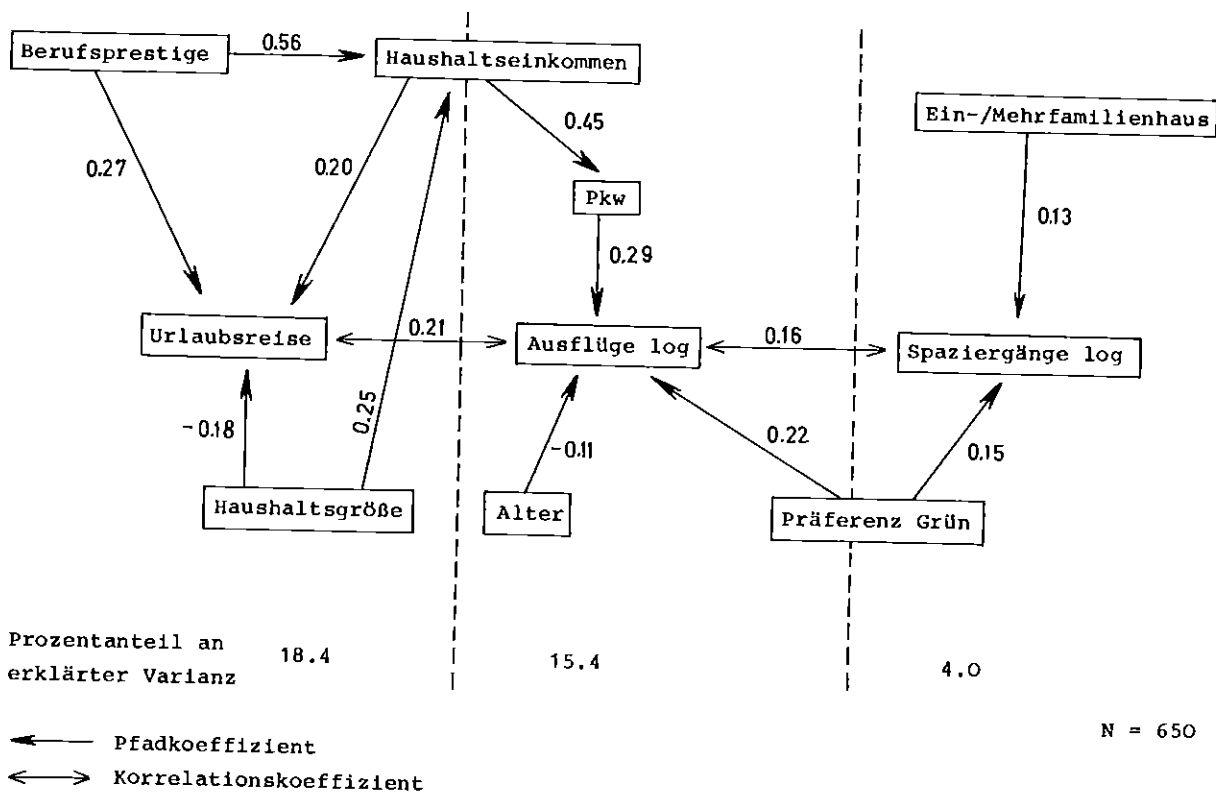 Berufsprestige
0.56
Haushaltseinkommen
Ein-/Mehrfamilienhaus
0.45
0.27
0.20
Pkw
0.13
0.29
Urlaubsreise
0.21
Ausflüge log
0.16
Spaziergänge log
-0.18
0.25
-0.11
0.22
0.15
Haushaltsgröße
Alter
Präferenz Grün
Prozentanteil an
erklärter Varianz
18.4
15.4
4.0
N = 650
Pfadkoeffizient
Korrelationskoeffizient